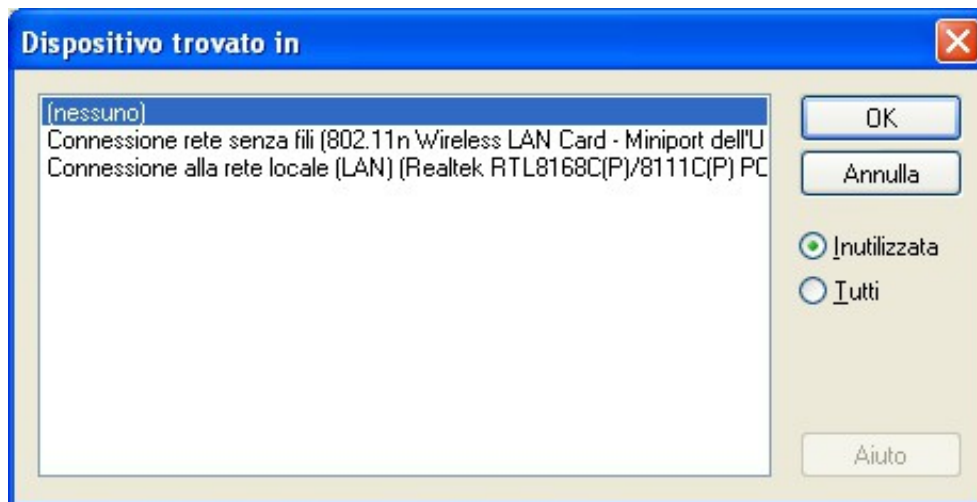 Dispositivo trovato in
(nessuno)
Connessione rete senza fili (802.11n Wireless LAN Card - Miniport dell'U
Connessione alla rete locale (LAN) (Realtek RTL8168C(P)/8111C(P) PC
OK
Annulla
Inutilizzata
Tutti
Aiuto